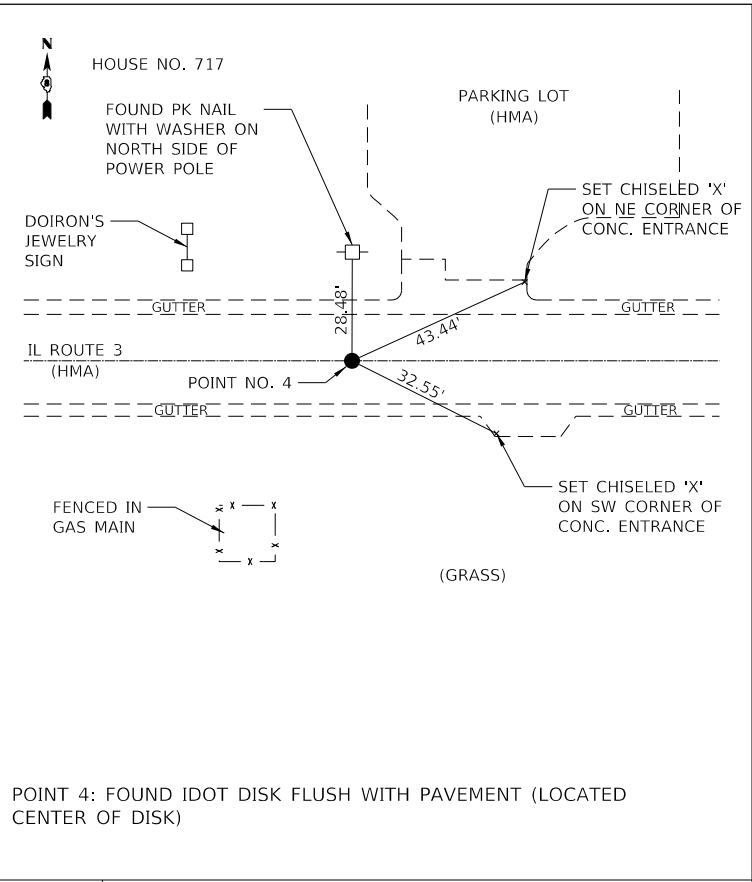 N
HOUSE NO. 717
FOUND PK NAIL
WITH WASHER ON
NORTH SIDE OF
POWER POLE
PARKING LOT
(HMA)
SET CHISELED 'X'
ON NE CORNER OF
CONC. ENTRANCE
DOIRON'S
JEWELRY
SIGN
GUTTER
28.48'
GUTTER
43.44'
IL ROUTE 3
(HMA)
POINT NO. 4
32.55'
GUTTER
GUTTER
FENCED IN
GAS MAIN
x x x
x x
x
SET CHISELED 'X'
ON SW CORNER OF
CONC. ENTRANCE
(GRASS)
POINT 4: FOUND IDOT DISK FLUSH WITH PAVEMENT (LOCATED
CENTER OF DISK)